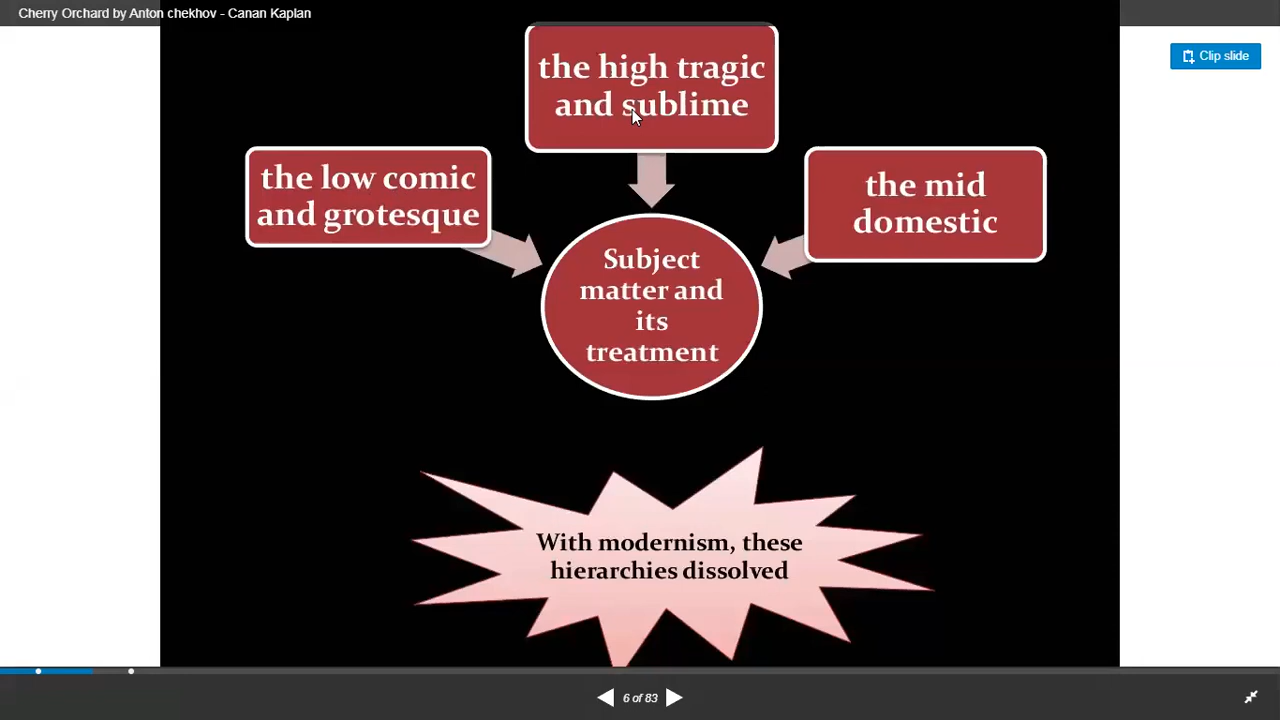 Cherry Orchard by Anton chekhov - Canan Kaplan
Clip slide
the high tragic
and sublime
the low comic
and grotesque
the mid
domestic
Subject
matter and
its
treatment
With modernism, these
hierarchies dissolved
6 of 83